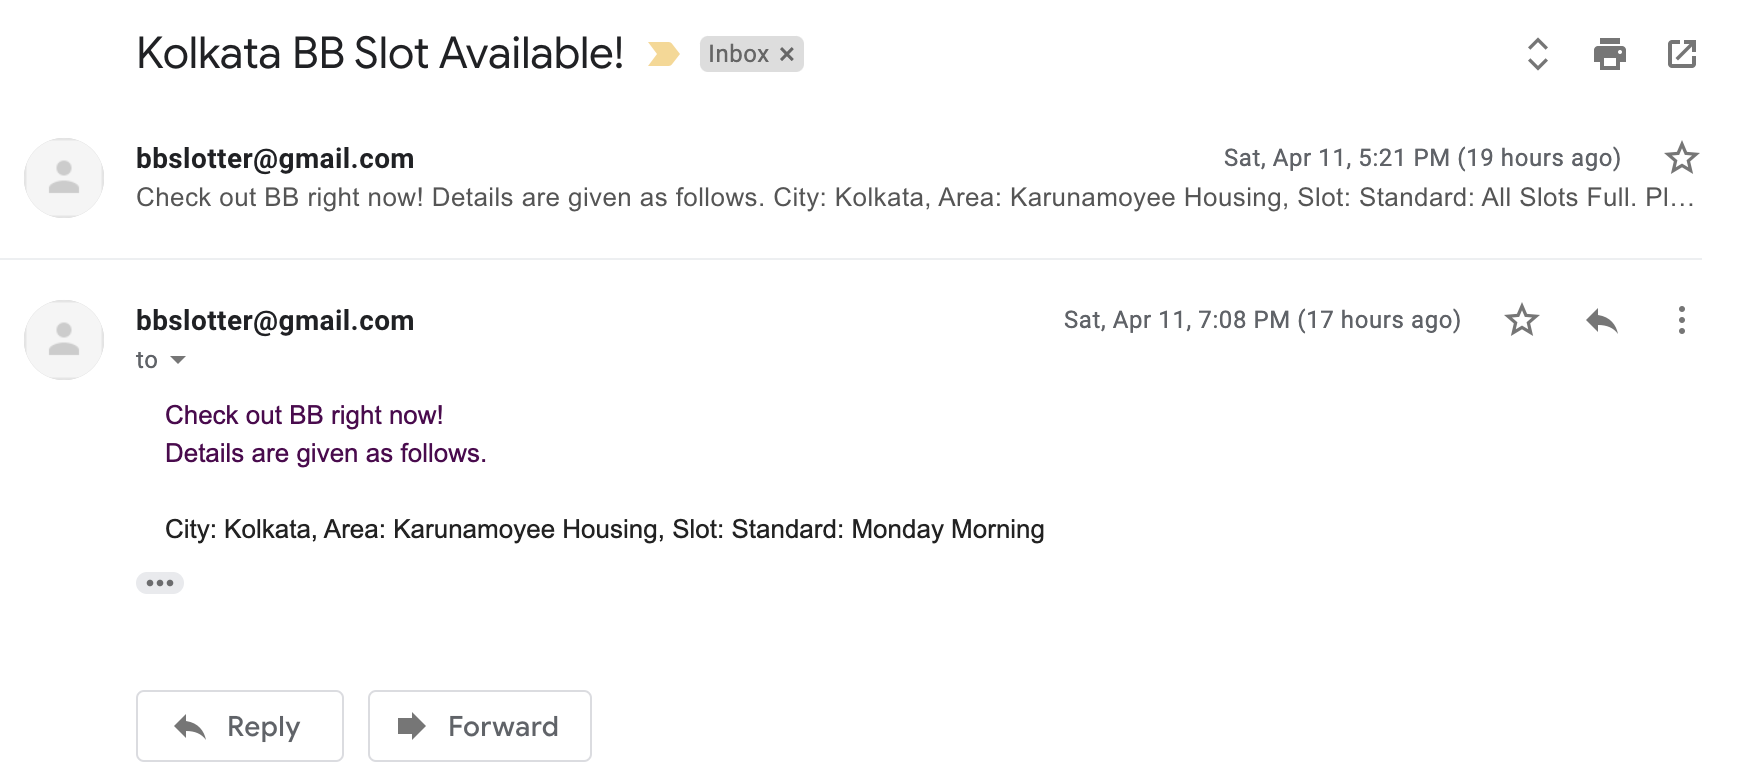 Kolkata BB Slot Available!
Inbox ×
bbslotter@gmail.com
Sat, Apr 11, 5:21 PM (19 hours ago)
Check out BB right now! Details are given as follows. City: Kolkata, Area: Karunamoyee Housing, Slot: Standard: All Slots Full. Pl…
bbslotter@gmail.com
Sat, Apr 11, 7:08 PM (17 hours ago)
to
Check out BB right now!
Details are given as follows.
City: Kolkata, Area: Karunamoyee Housing, Slot: Standard: Monday Morning
Reply
Forward